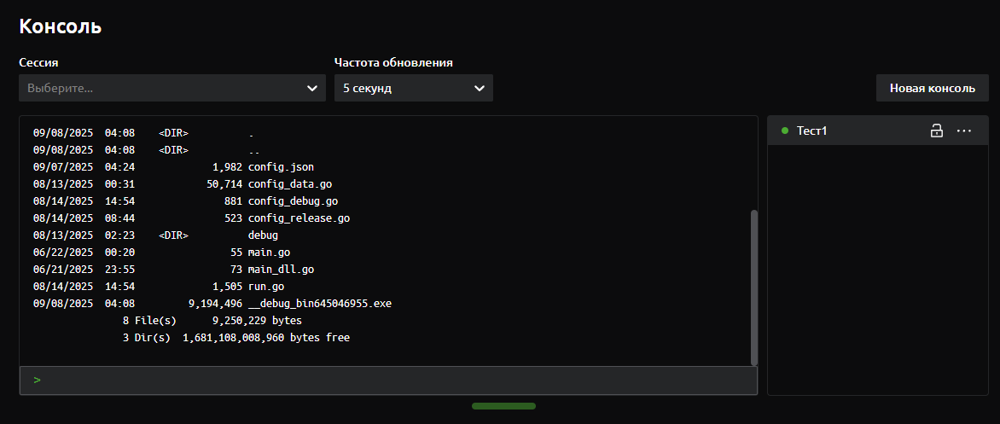 Консоль
Сессия
Частота обновления
Выберите...
5 секунд
Новая консоль
09/08/2025  04:08    <DIR>          .
09/08/2025  04:08    <DIR>          ..
09/07/2025  04:24             1,982 config.json
08/13/2025  00:31            50,714 config_data.go
08/14/2025  14:54               881 config_debug.go
08/14/2025  08:44               523 config_release.go
08/13/2025  02:23    <DIR>          debug
06/22/2025  00:20                55 main.go
06/21/2025  23:55                73 main_dll.go
08/14/2025  14:54             1,505 run.go
09/08/2025  04:08         9,194,496 __debug_bin645046955.exe
8 File(s)      9,250,229 bytes
3 Dir(s)  1,681,108,008,960 bytes free
>
Тест1